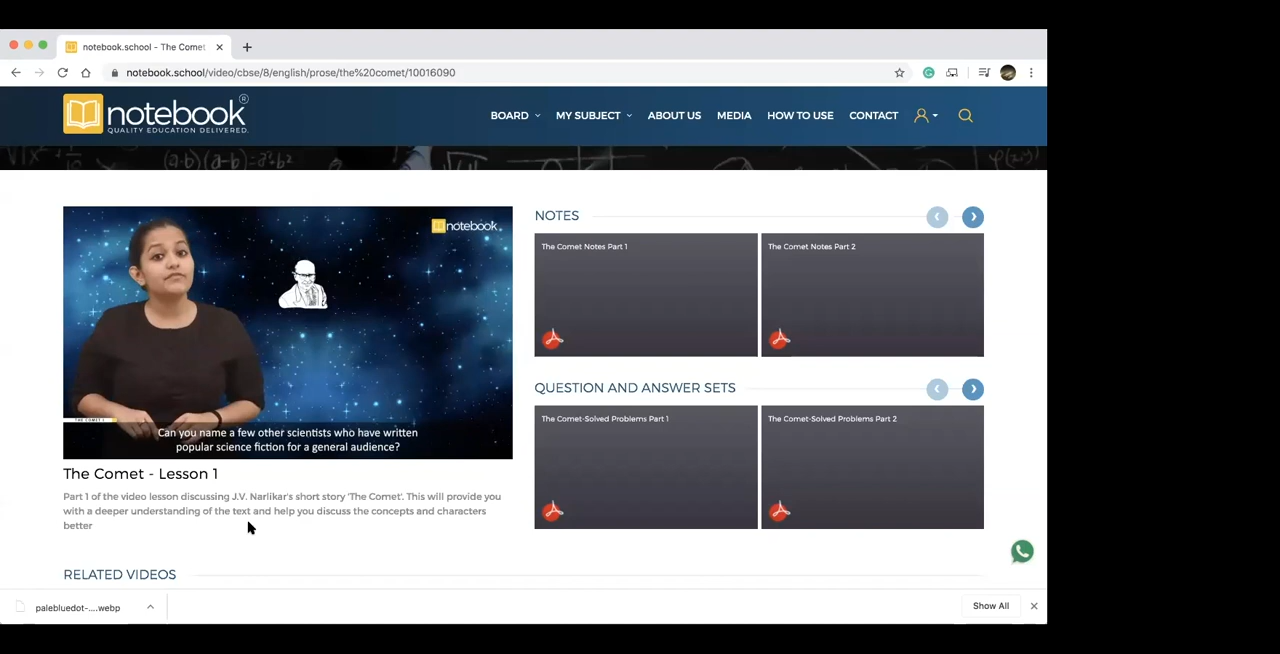 notebook.school - The Comet
notebook.school/video/cbse/8/english/prose/the%20comet/10016090
notebook®
QUALITY EDUCATION DELIVERED.
BOARD MY SUBJECT ABOUT US MEDIA HOW TO USE CONTACT
(a-b)(a-b)=a²-b²
notebook
THE COMET 1
Can you name a few other scientists who have written
popular science fiction for a general audience?
The Comet - Lesson 1
Part 1 of the video lesson discussing J.V. Narlikar's short story 'The Comet'. This will provide you
with a deeper understanding of the text and help you discuss the concepts and characters
better
NOTES
The Comet Notes Part 1
The Comet Notes Part 2
QUESTION AND ANSWER SETS
The Comet-Solved Problems Part 1
The Comet-Solved Problems Part 2
RELATED VIDEOS
palebluedot-....webp
Show All